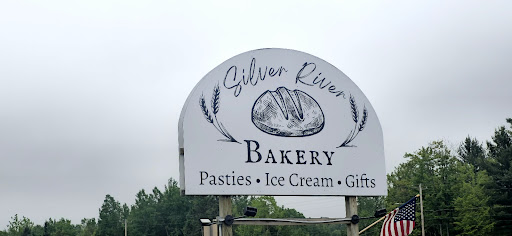 Silver River
BAKERY
Pasties • Ice Cream • Gifts